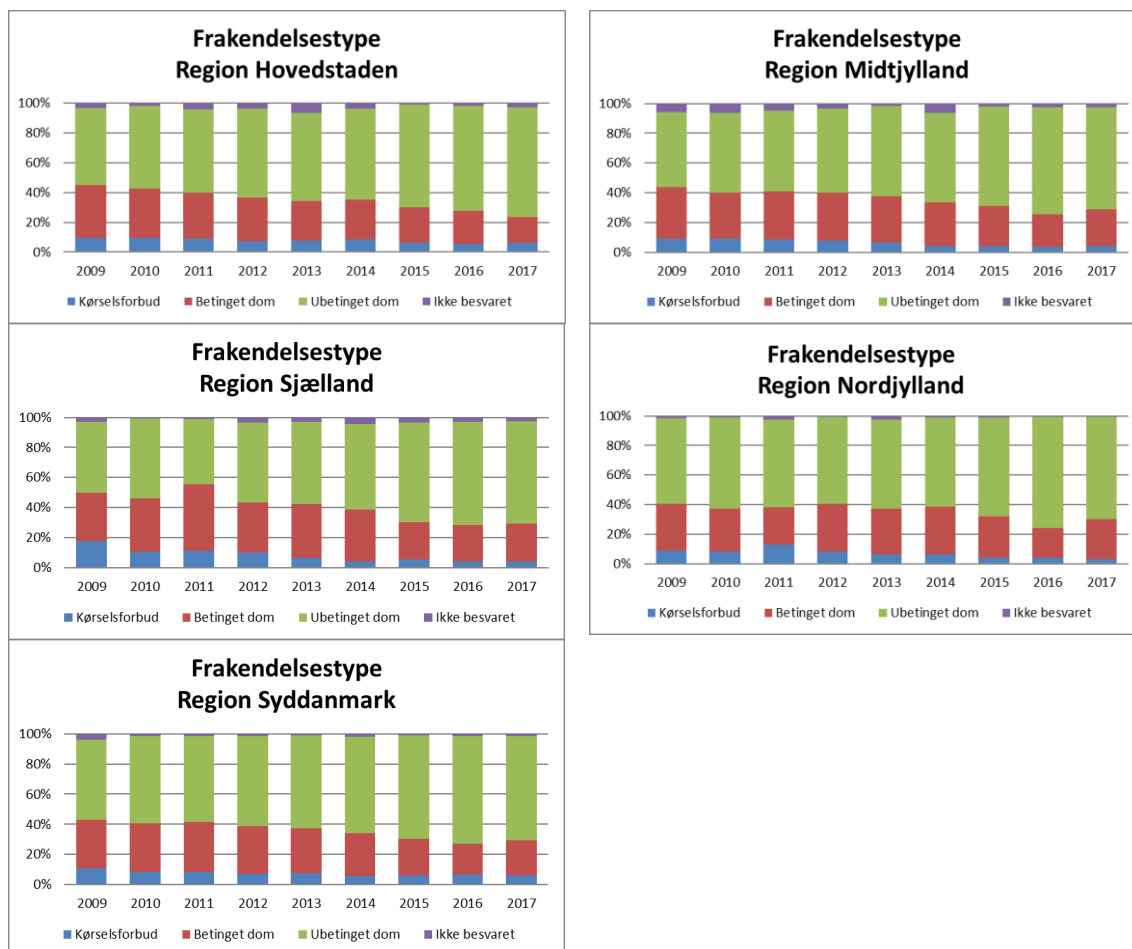 Frakendelsestype
Region Hovedstaden
100%
80%
60%
40%
20%
0%
2009 2010 2011 2012 2013 2014 2015 2016 2017
Kørselsforbud Betinget dom Ubetinget dom Ikke besvaret
Frakendelsestype
Region Midtjylland
100%
80%
60%
40%
20%
0%
2009 2010 2011 2012 2013 2014 2015 2016 2017
Kørselsforbud Betinget dom Ubetinget dom Ikke besvaret
Frakendelsestype
Region Sjælland
100%
80%
60%
40%
20%
0%
2009 2010 2011 2012 2013 2014 2015 2016 2017
Kørselsforbud Betinget dom Ubetinget dom Ikke besvaret
Frakendelsestype
Region Nordjylland
100%
80%
60%
40%
20%
0%
2009 2010 2011 2012 2013 2014 2015 2016 2017
Kørselsforbud Betinget dom Ubetinget dom Ikke besvaret
Frakendelsestype
Region Syddanmark
100%
80%
60%
40%
20%
0%
2009 2010 2011 2012 2013 2014 2015 2016 2017
Kørselsforbud Betinget dom Ubetinget dom Ikke besvaret